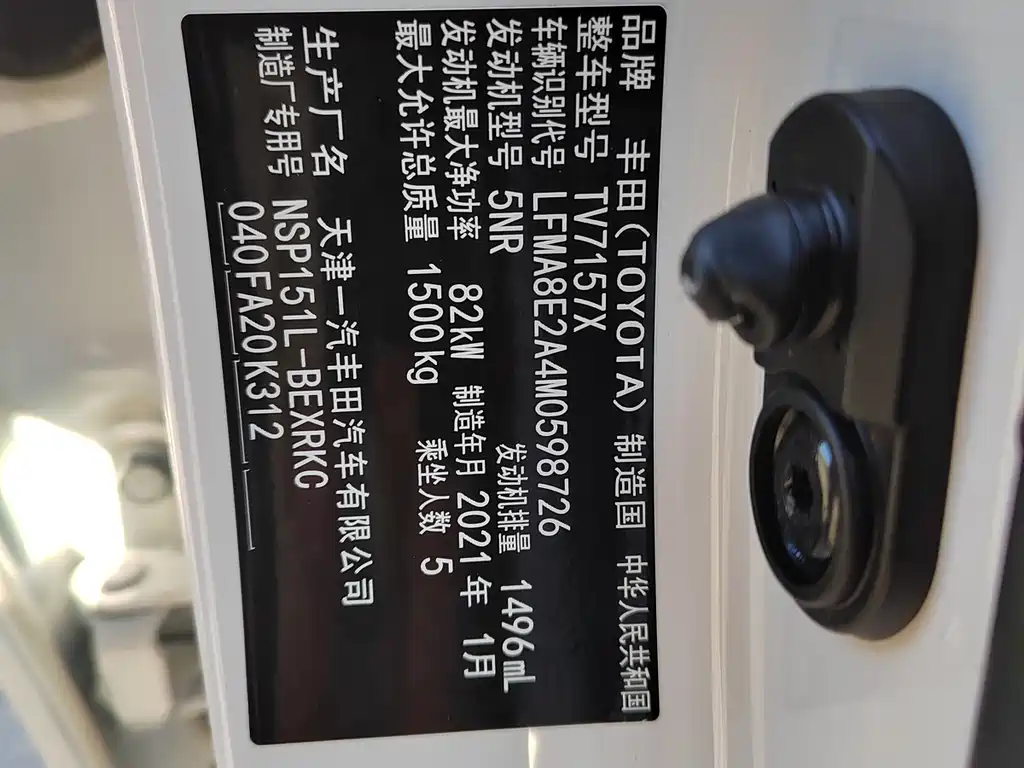 品牌 丰田(TOYOTA) 制造国 中华人民共和国
整车型号 TV7157X
车辆识别代号 LFMA8E2A4M0598726
发动机型号 5NR 发动机排量 1496mL
发动机最大净功率 82kW 制造年月 2021年 1月
最大允许总质量 1500kg 乘坐人数 5
生产厂名 天津一汽丰田汽车有限公司
制造厂专用号 NSP151L-BEXRKC
040FA20K312